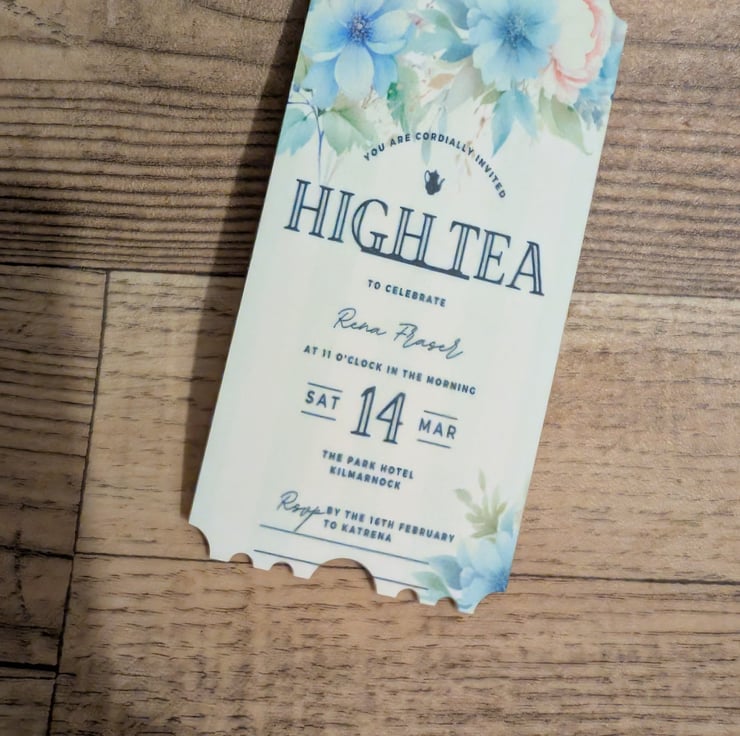 YOU ARE CORDIALLY INVITED
HIGH TEA
TO CELEBRATE
Rena Fraser
AT 11 O'CLOCK IN THE MORNING
SAT 14 MAR
THE PARK HOTEL
KILMARNOCK
Rsvp BY THE 16TH FEBRUARY
TO KATRENA